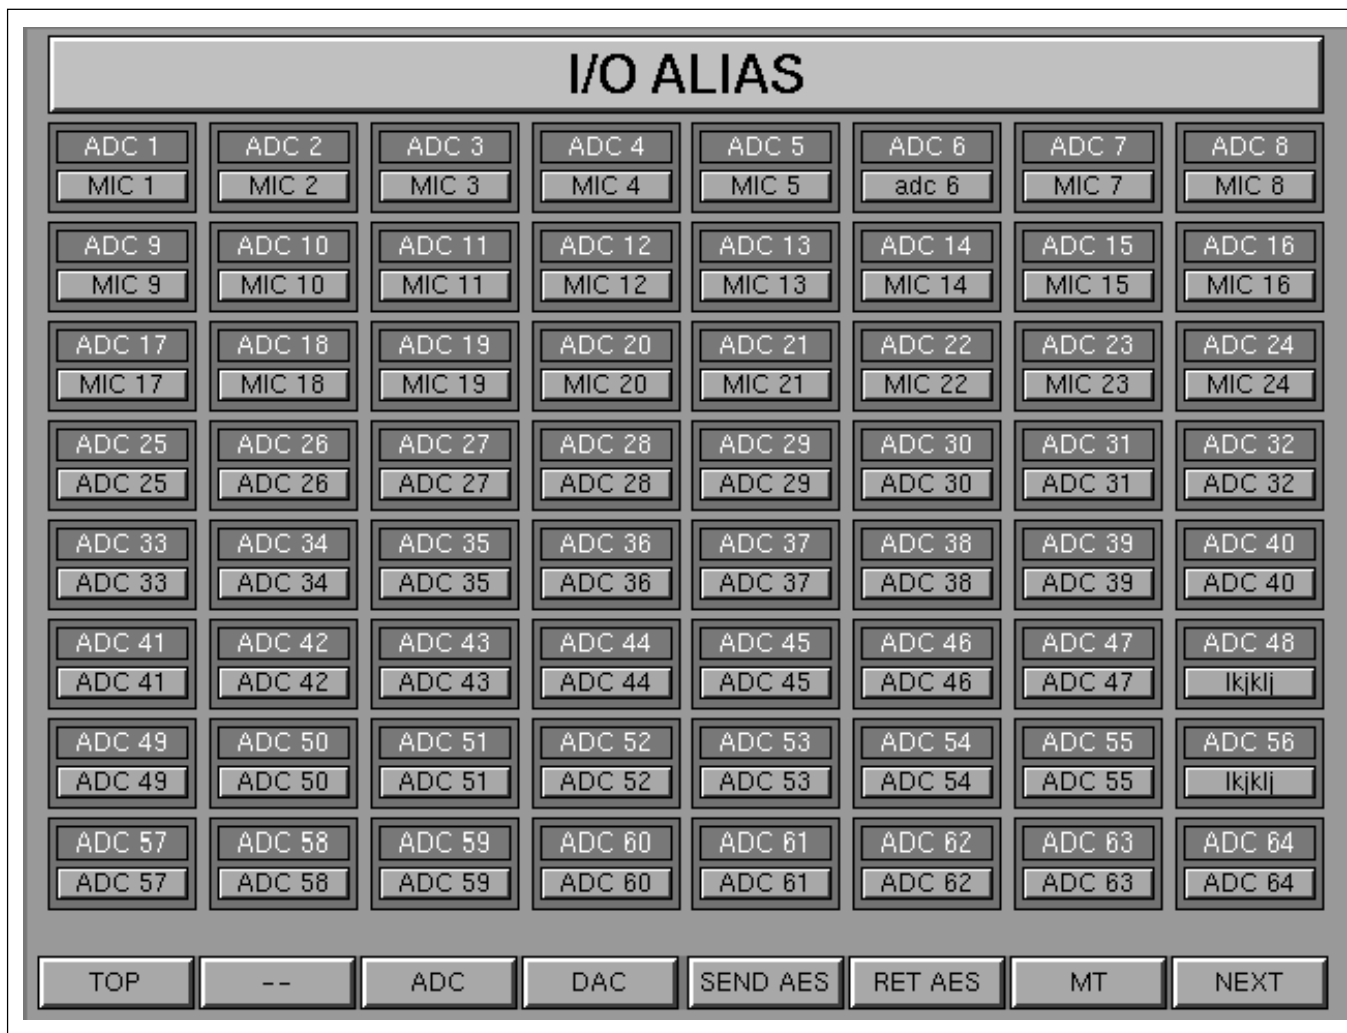 I/O ALIAS
ADC 1 ADC 2 ADC 3 ADC 4 ADC 5 ADC 6 ADC 7 ADC 8
MIC 1 MIC 2 MIC 3 MIC 4 MIC 5 adc 6 MIC 7 MIC 8
ADC 9 ADC 10 ADC 11 ADC 12 ADC 13 ADC 14 ADC 15 ADC 16
MIC 9 MIC 10 MIC 11 MIC 12 MIC 13 MIC 14 MIC 15 MIC 16
ADC 17 ADC 18 ADC 19 ADC 20 ADC 21 ADC 22 ADC 23 ADC 24
MIC 17 MIC 18 MIC 19 MIC 20 MIC 21 MIC 22 MIC 23 MIC 24
ADC 25 ADC 26 ADC 27 ADC 28 ADC 29 ADC 30 ADC 31 ADC 32
ADC 25 ADC 26 ADC 27 ADC 28 ADC 29 ADC 30 ADC 31 ADC 32
ADC 33 ADC 34 ADC 35 ADC 36 ADC 37 ADC 38 ADC 39 ADC 40
ADC 33 ADC 34 ADC 35 ADC 36 ADC 37 ADC 38 ADC 39 ADC 40
ADC 41 ADC 42 ADC 43 ADC 44 ADC 45 ADC 46 ADC 47 ADC 48
ADC 41 ADC 42 ADC 43 ADC 44 ADC 45 ADC 46 ADC 47 lkjklj
ADC 49 ADC 50 ADC 51 ADC 52 ADC 53 ADC 54 ADC 55 ADC 56
ADC 49 ADC 50 ADC 51 ADC 52 ADC 53 ADC 54 ADC 55 lkjklj
ADC 57 ADC 58 ADC 59 ADC 60 ADC 61 ADC 62 ADC 63 ADC 64
ADC 57 ADC 58 ADC 59 ADC 60 ADC 61 ADC 62 ADC 63 ADC 64
TOP -- ADC DAC SEND AES RET AES MT NEXT